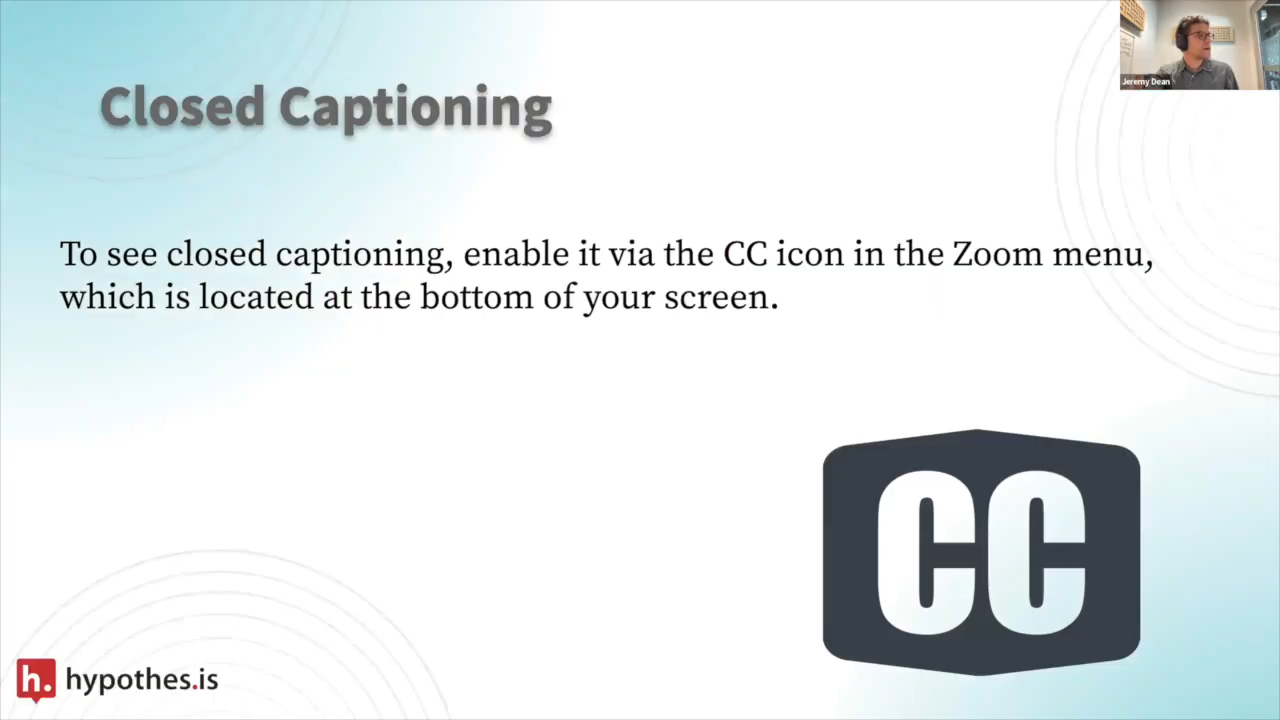 Jeremy Dean
Closed Captioning
To see closed captioning, enable it via the CC icon in the Zoom menu,
which is located at the bottom of your screen.
CC
h.
hypothes.is